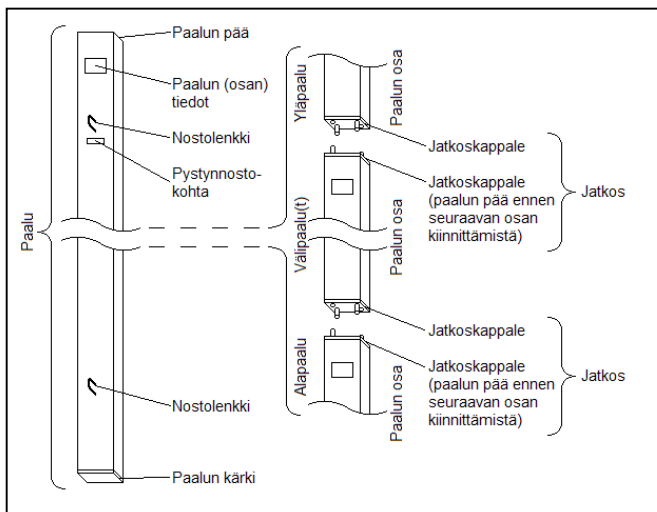 Paalu
Paalun pää
Paalun (osan)
tiedot
Nostolenkki
Pystynnosto-
kohta
Nostolenkki
Paalun kärki
Yläpaalu
Paalun osa
Välipaalu(t)
Paalun osa
Alapaalu
Paalun osa
Jatkoskappale
Jatkoskappale
(paalun pää ennen
seuraavan osan
kiinnittämistä)
Jatkos
Jatkoskappale
Jatkoskappale
(paalun pää ennen
seuraavan osan
kiinnittämistä)
Jatkos